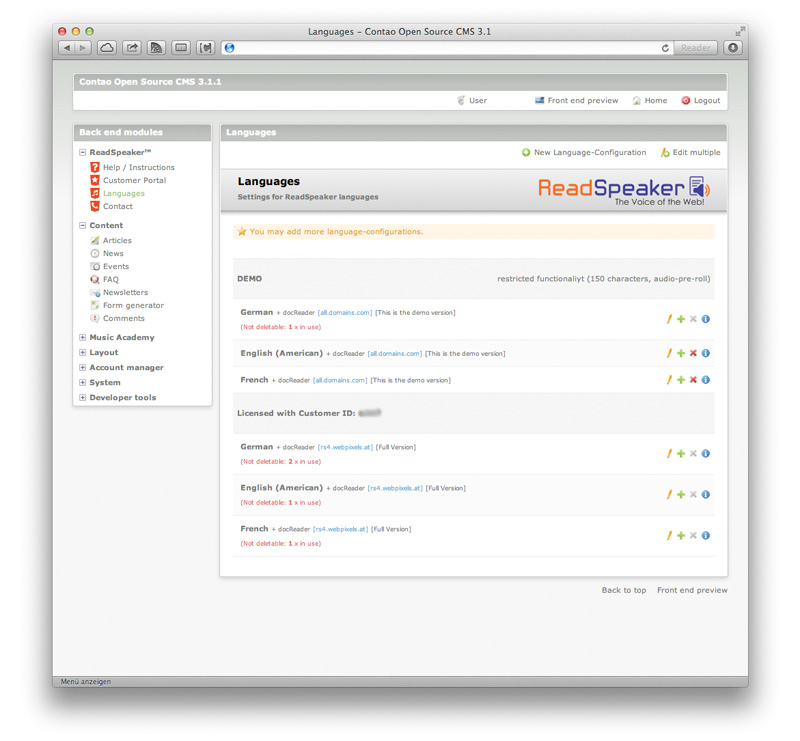 Languages – Contao Open Source CMS 3.1
Reader
Contao Open Source CMS 3.1.1
User Front end preview Home Logout
Back end modules
ReadSpeaker™
Help / Instructions
Customer Portal
Languages
Contact
Content
Articles
News
Events
FAQ
Newsletters
Form generator
Comments
Music Academy
Layout
Account manager
System
Developer tools
Languages
New Language-Configuration Edit multiple
Languages
Settings for ReadSpeaker languages
ReadSpeaker
The Voice of the Web!
You may add more language-configurations.
DEMO restricted functionaliyt (150 characters, audio-pre-roll)
German + docReader [all.domains.com] [This is the demo version]
(Not deletable: 1 x in use)
English (American) + docReader [all.domains.com] [This is the demo version]
French + docReader [all.domains.com] [This is the demo version]
Licensed with Customer ID:
German + docReader [rs4.webpixels.at] [Full Version]
(Not deletable: 2 x in use)
English (American) + docReader [rs4.webpixels.at] [Full Version]
(Not deletable: 1 x in use)
French + docReader [rs4.webpixels.at] [Full Version]
(Not deletable: 1 x in use)
Back to top Front end preview
Menü anzeigen